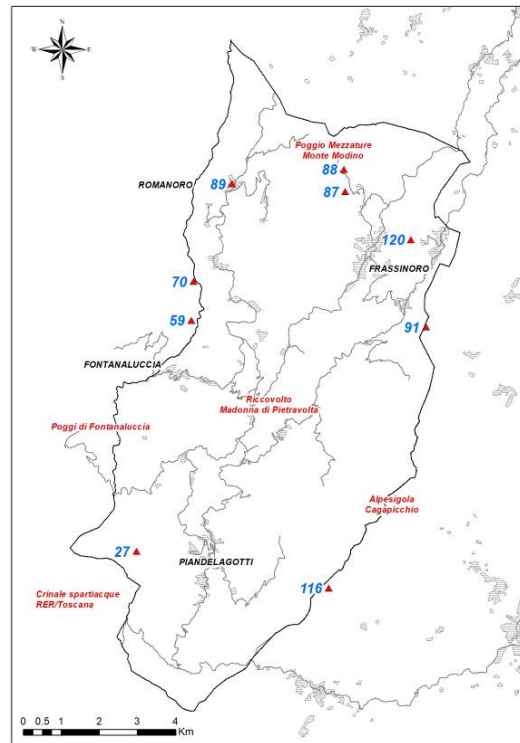 N
W E
S
Poggio Mezzature
Monte Modino
88
ROMANORO 89
87
120
FRASSINORO
70
59
91
FONTANALUCCIA
Riccovolto
Madonna di Pietravolta
Poggi di Fontanaluccia
Alpesigola
Cagapicchio
27
PIANDELAGOTTI
116
Crinale spartiacque
RER/Toscana
0 0.5 1 2 3 4
Km